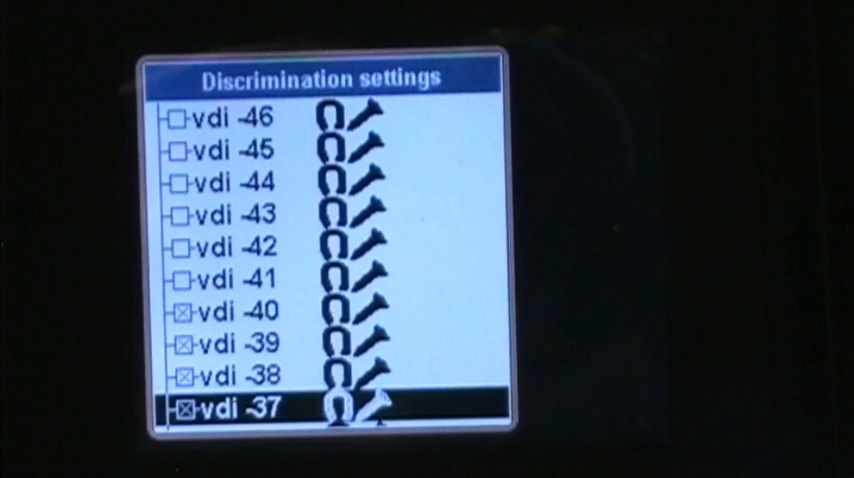 Discrimination settings
vdi -46
vdi -45
vdi -44
vdi -43
vdi -42
vdi -41
vdi -40
vdi -39
vdi -38
vdi -37